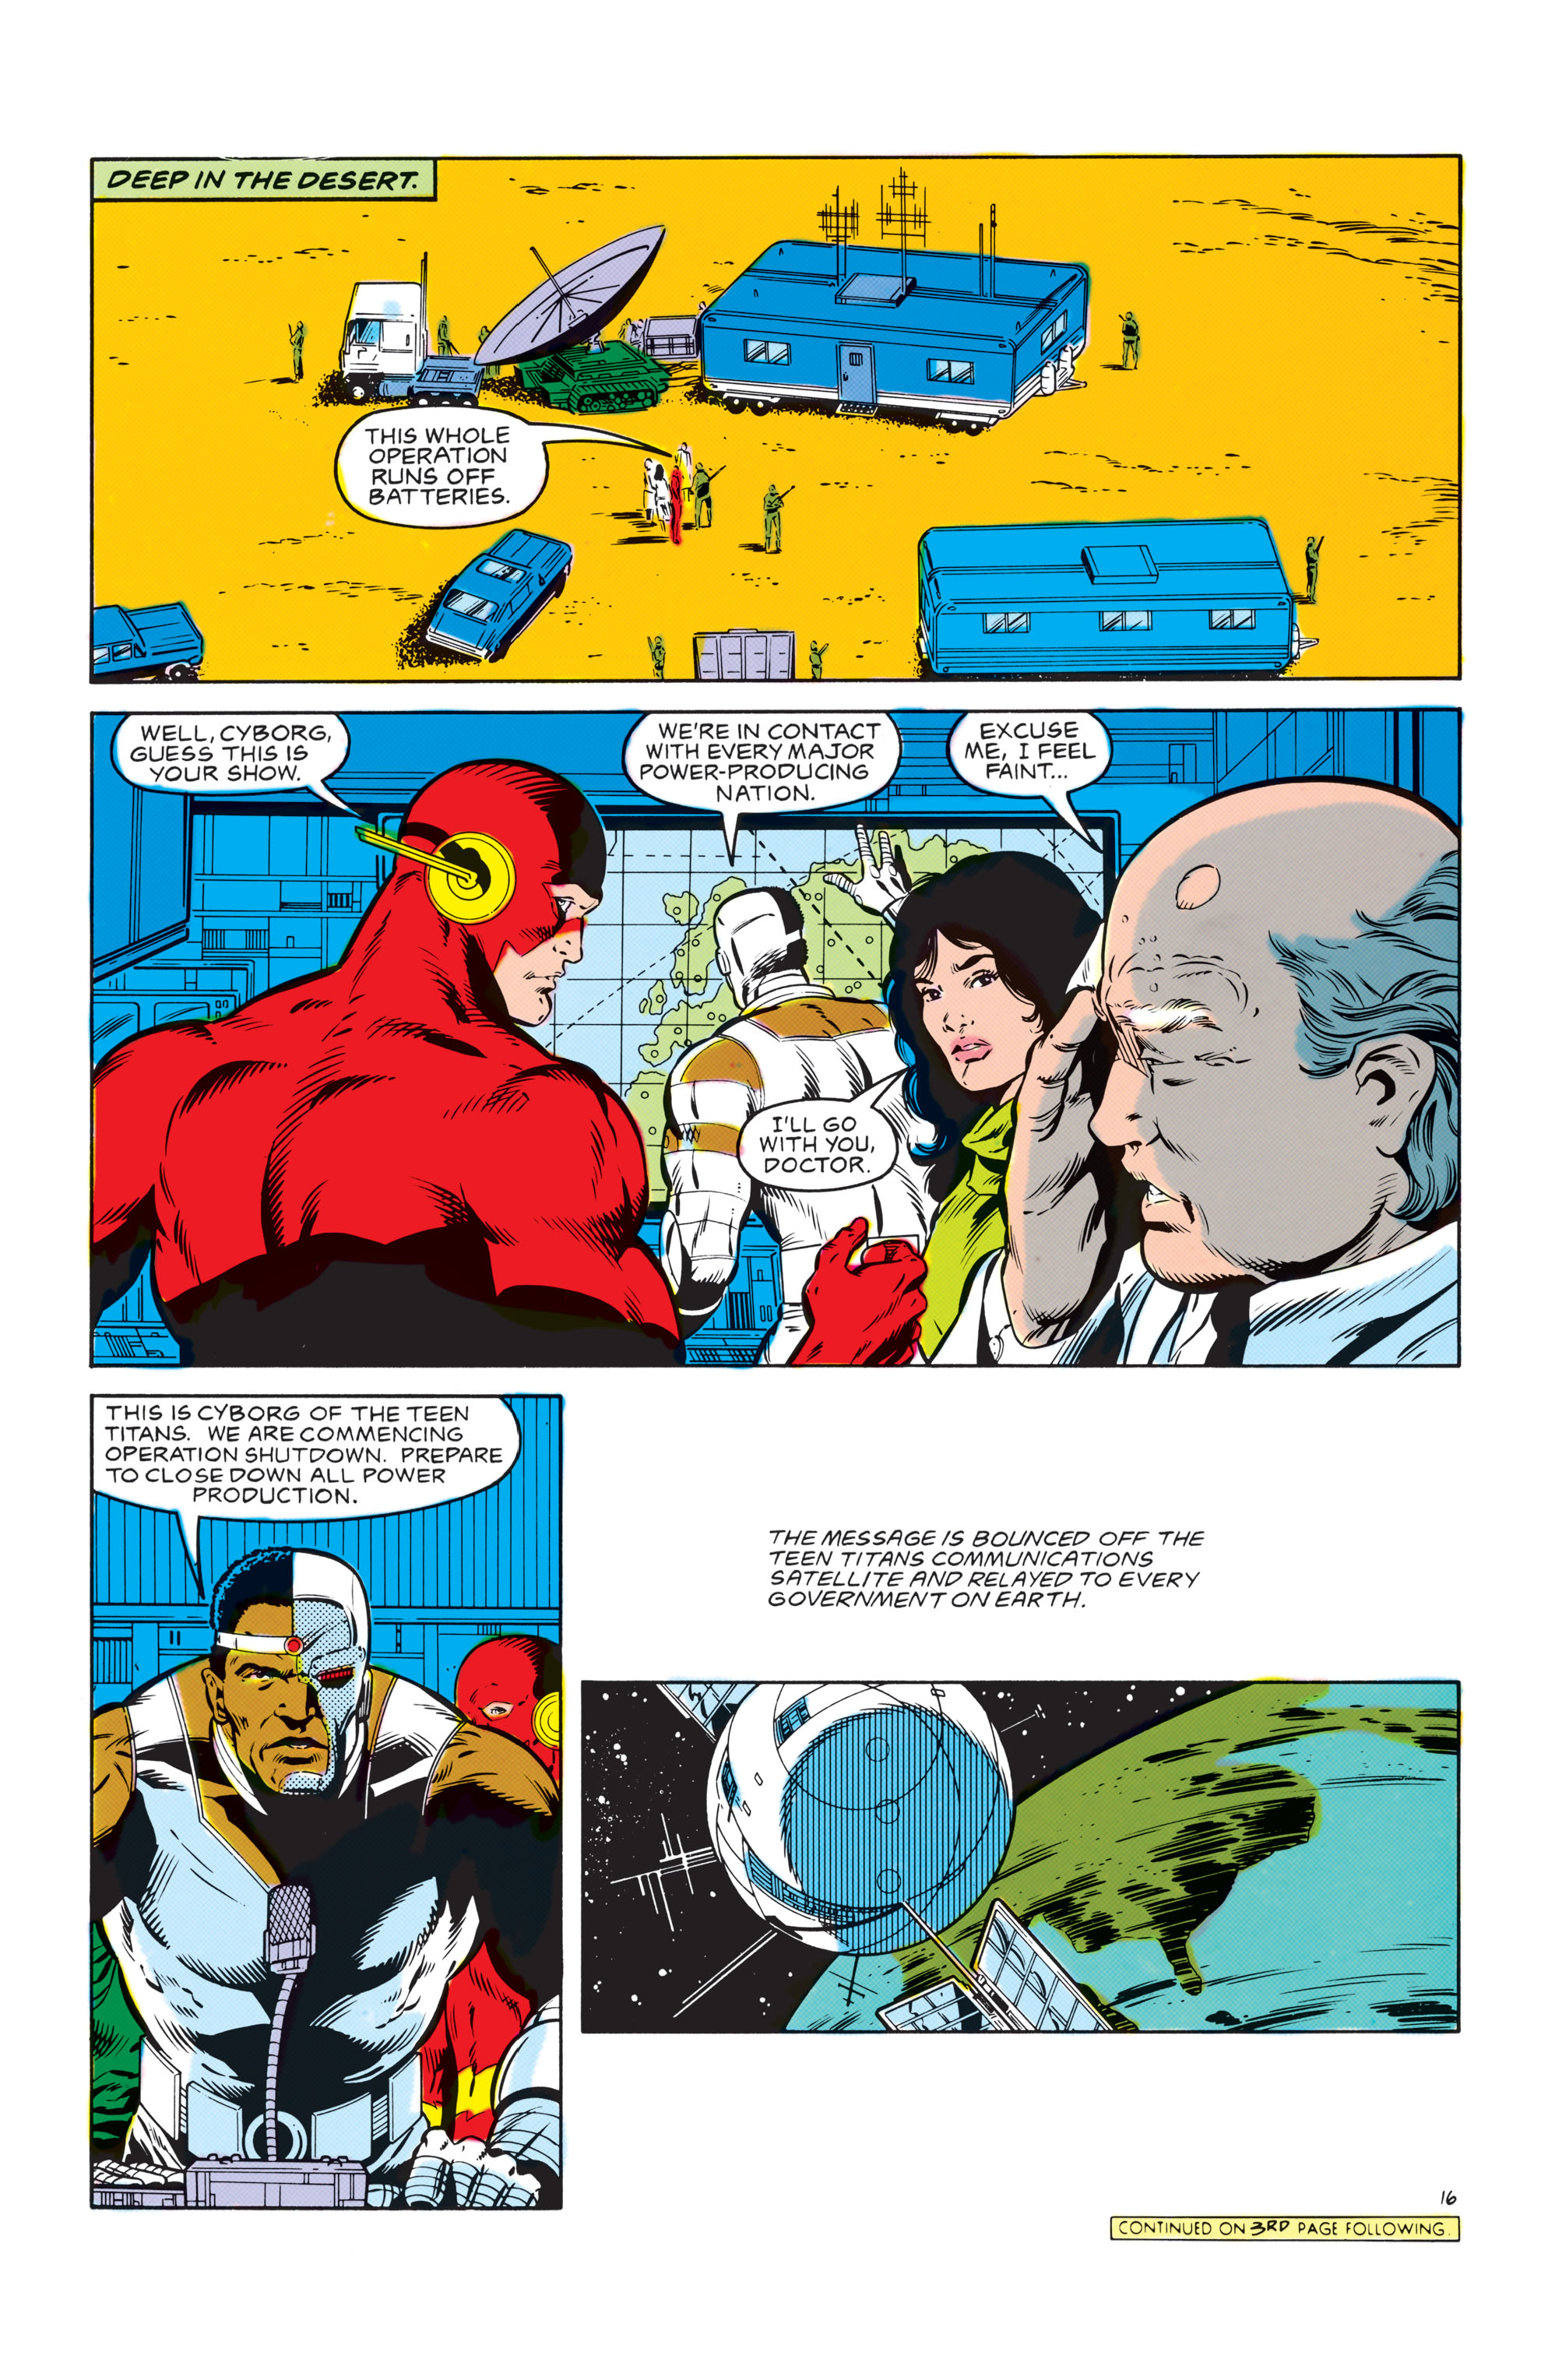 DEEP IN THE DESERT.
THIS WHOLE
OPERATION
RUNS OFF
BATTERIES.
WELL, CYBORG,
GUESS THIS IS
YOUR SHOW.
WE'RE IN CONTACT
WITH EVERY MAJOR
POWER-PRODUCING
NATION.
EXCUSE
ME, I FEEL
FAINT...
I'LL GO
WITH YOU,
DOCTOR.
THIS IS CYBORG OF THE TEEN
TITANS. WE ARE COMMENCING
OPERATION SHUTDOWN. PREPARE
TO CLOSE DOWN ALL POWER
PRODUCTION.
THE MESSAGE IS BOUNCED OFF THE
TEEN TITANS COMMUNICATIONS
SATELLITE AND RELAYED TO EVERY
GOVERNMENT ON EARTH.
16
CONTINUED ON 3RD PAGE FOLLOWING.